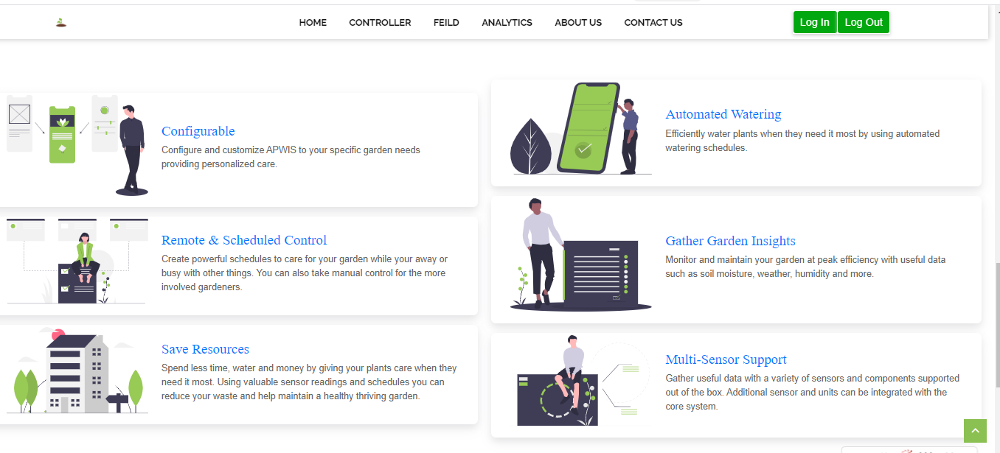 HOME CONTROLLER FEILD ANALYTICS ABOUT US CONTACT US Log In Log Out
Configurable
Configure and customize APWIS to your specific garden needs
providing personalized care.
Automated Watering
Efficiently water plants when they need it most by using automated
watering schedules.
Remote & Scheduled Control
Create powerful schedules to care for your garden while your away or
busy with other things. You can also take manual control for the more
involved gardeners.
Gather Garden Insights
Monitor and maintain your garden at peak efficiency with useful data
such as soil moisture, weather, humidity and more.
Save Resources
Spend less time, water and money by giving your plants care when they
need it most. Using valuable sensor readings and schedules you can
reduce your waste and help maintain a healthy thriving garden.
Multi-Sensor Support
Gather useful data with a variety of sensors and components supported
out of the box. Additional sensor and units can be integrated with the
core system.